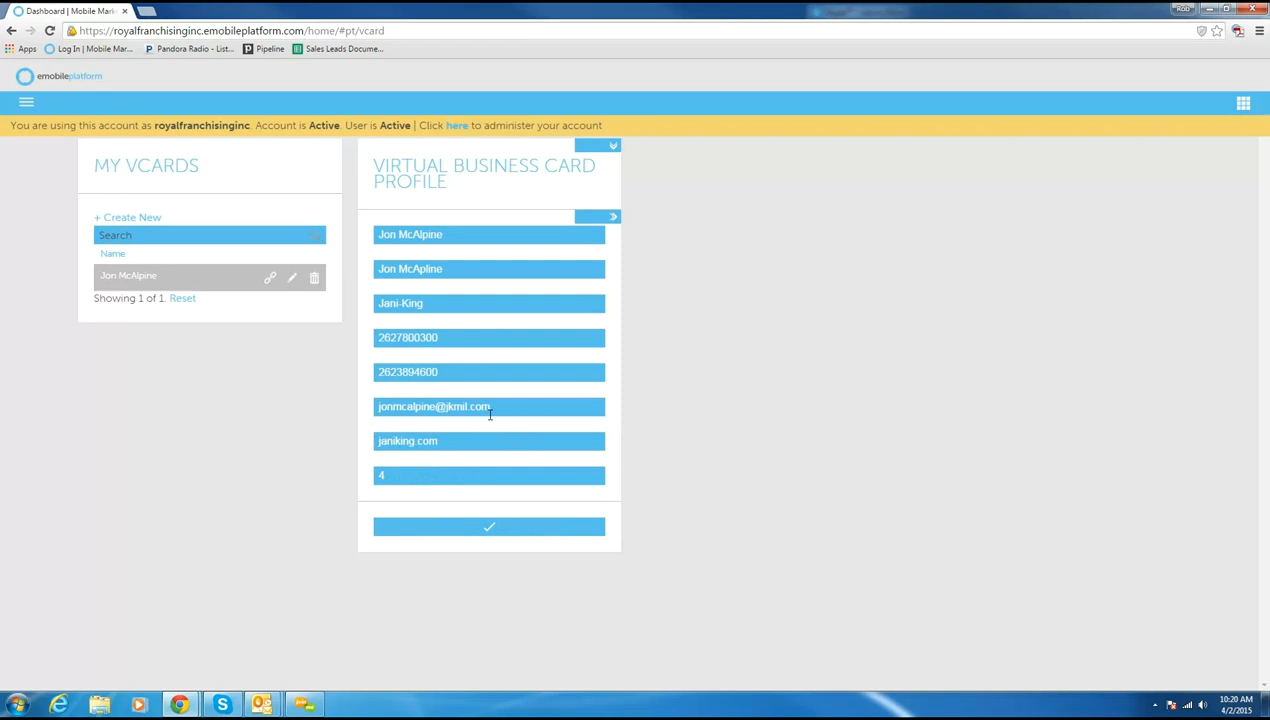 Dashboard | Mobile Mark
Rob
https://royalfranchisinginc.emobileplatform.com/home/#pt/vcard
Apps
Log In | Mobile Mar...
Pandora Radio - List...
Pipeline
Sales Leads Docume...
emobileplatform
You are using this account as royalfranchisinginc. Account is Active. User is Active | Click here to administer your account
MY VCARDS
+ Create New
Search
Name
Jon McAlpine
Showing 1 of 1. Reset
VIRTUAL BUSINESS CARD
PROFILE
Jon McAlpine
Jon McApline
Jani-King
2627800300
2623894600
jonmcalpine@jkmil.com
janiking.com
4
10:20 AM
4/2/2015